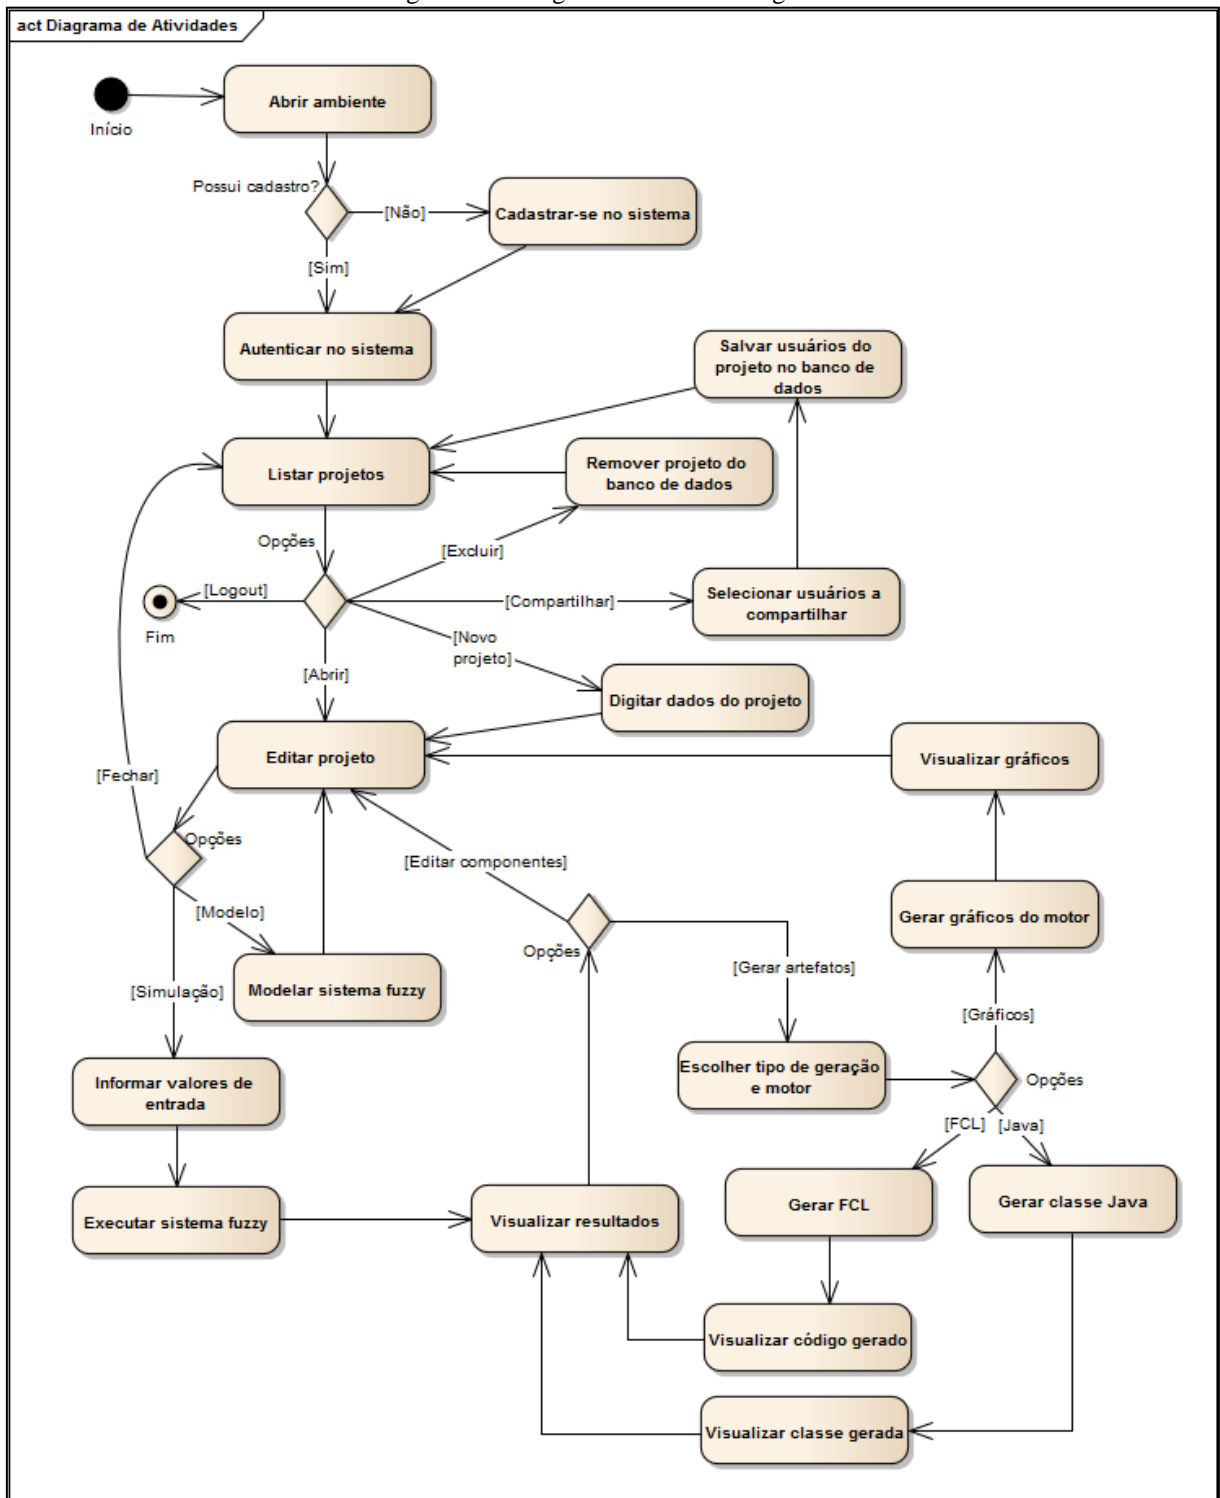 act Diagrama de Atividades
Abrir ambiente
Início
Possui cadastro?
[Não]
Cadastrar-se no sistema
[Sim]
Autenticar no sistema
Salvar usuários do
projeto no banco de
dados
Listar projetos
Remover projeto do
banco de dados
Opções
[Excluir]
[Logout]
[Compartilhar]
Selecionar usuários a
compartilhar
Fim
[Novo
projeto]
[Abrir]
Digitar dados do projeto
Editar projeto
Visualizar gráficos
[Fechar]
Opções
[Editar componentes]
[Modelo]
Gerar gráficos do motor
Opções
[Gerar artefatos]
[Simulação]
Modelar sistema fuzzy
[Gráficos]
Informar valores de
entrada
Escolher tipo de geração
e motor
Opções
[FCL]
[Java]
Gerar FCL
Gerar classe Java
Executar sistema fuzzy
Visualizar resultados
Visualizar código gerado
Visualizar classe gerada